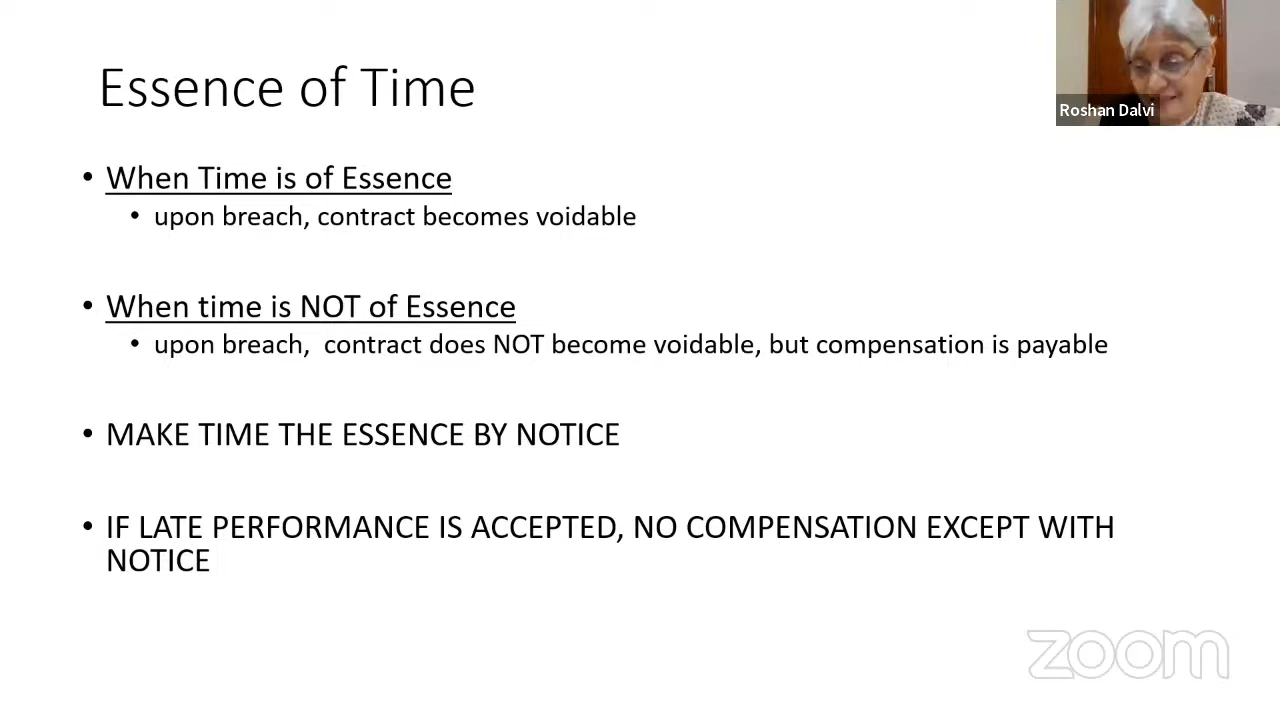 Essence of Time
Roshan Dalvi
• When Time is of Essence
• upon breach, contract becomes voidable
• When time is NOT of Essence
• upon breach,  contract does NOT become voidable, but compensation is payable
• MAKE TIME THE ESSENCE BY NOTICE
• IF LATE PERFORMANCE IS ACCEPTED, NO COMPENSATION EXCEPT WITH
NOTICE
zoom